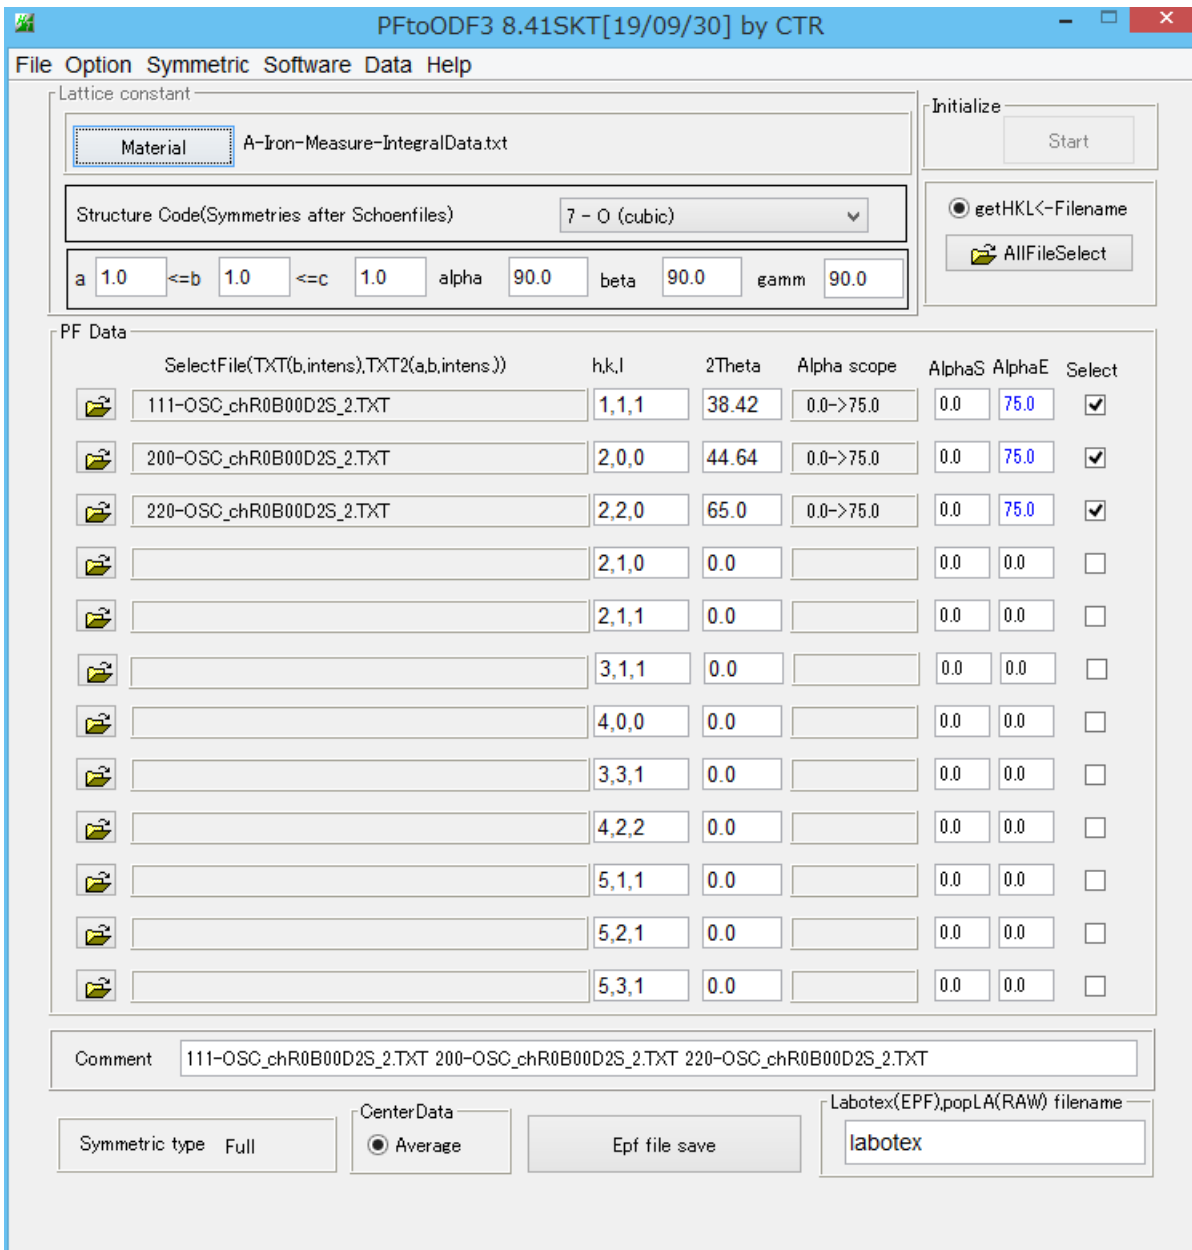 PFtoODF3 8.41SKT[19/09/30] by CTR
File Option Symmetric Software Data Help
Lattice constant
Material A-Iron-Measure-IntegralData.txt
Initialize
Start
Structure Code(Symmetries after Schoenfiles) 7 - O (cubic)
getHKL<-Filename
AllFileSelect
a 1.0 <=b 1.0 <=c 1.0 alpha 90.0 beta 90.0 gamm 90.0
PF Data
SelectFile(TXT(b,intens),TXT2(a,b,intens.)) h,k,l 2Theta Alpha scope AlphaS AlphaE Select
111-OSC_chR0B00D2S_2.TXT 1,1,1 38.42 0.0->75.0 0.0 75.0
200-OSC_chR0B00D2S_2.TXT 2,0,0 44.64 0.0->75.0 0.0 75.0
220-OSC_chR0B00D2S_2.TXT 2,2,0 65.0 0.0->75.0 0.0 75.0
2,1,0 0.0 0.0 0.0
2,1,1 0.0 0.0 0.0
3,1,1 0.0 0.0 0.0
4,0,0 0.0 0.0 0.0
3,3,1 0.0 0.0 0.0
4,2,2 0.0 0.0 0.0
5,1,1 0.0 0.0 0.0
5,2,1 0.0 0.0 0.0
5,3,1 0.0 0.0 0.0
Comment 111-OSC_chR0B00D2S_2.TXT 200-OSC_chR0B00D2S_2.TXT 220-OSC_chR0B00D2S_2.TXT
Symmetric type Full
CenterData
Average
Epf file save
Labotex(EPF),popLA(RAW) filename
labotex